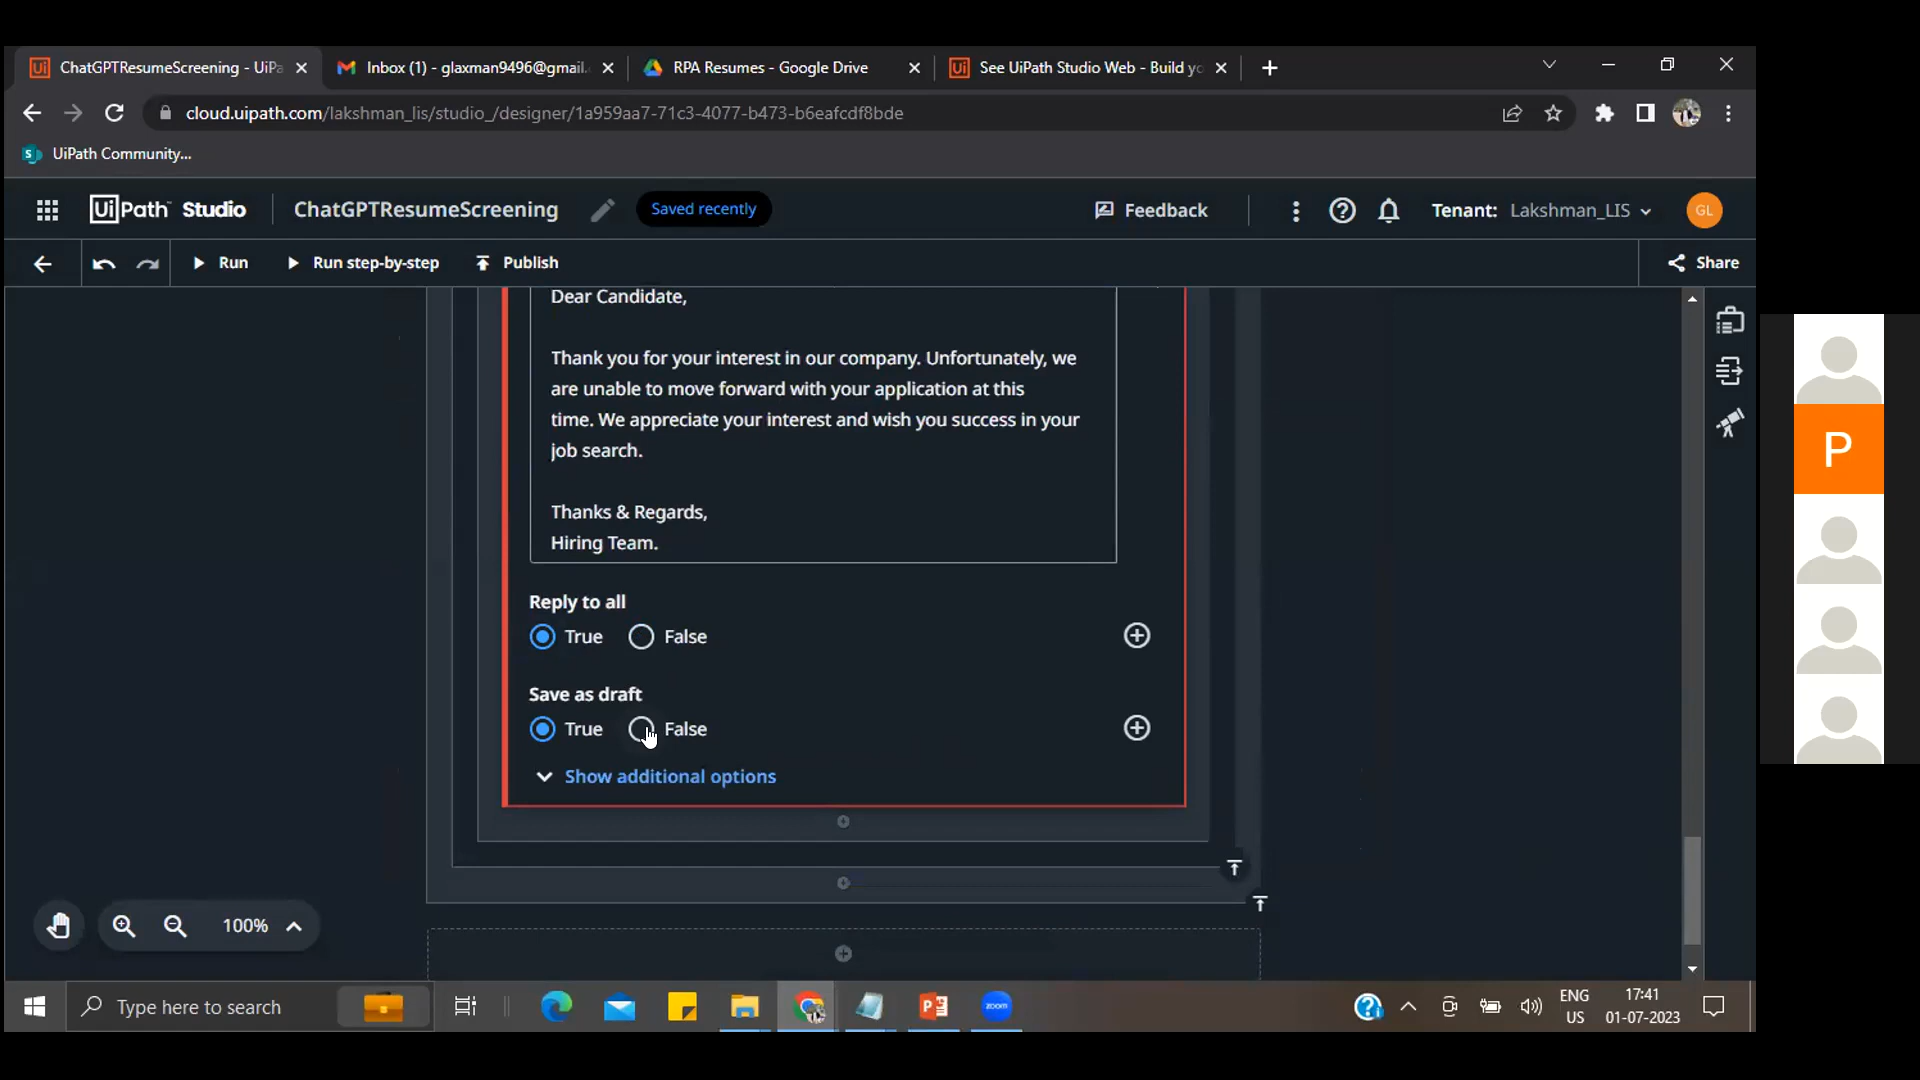 ChatGPTResumeScreening - UiPa
Inbox (1) - glaxman9496@gmail.
RPA Resumes - Google Drive
See UiPath Studio Web - Build yo
cloud.uipath.com/lakshman_lis/studio_/designer/1a959aa7-71c3-4077-b473-b6eafcdf8bde
UiPath Community...
UiPath Studio
ChatGPTResumeScreening
Saved recently
Feedback
Tenant: Lakshman_LIS
GL
Run
Run step-by-step
Publish
Share
Dear Candidate,
Thank you for your interest in our company. Unfortunately, we
are unable to move forward with your application at this
time. We appreciate your interest and wish you success in your
job search.
Thanks & Regards,
Hiring Team.
Reply to all
True False
Save as draft
True False
Show additional options
100%
P
Type here to search
zoom
ENG
US
17:41
01-07-2023